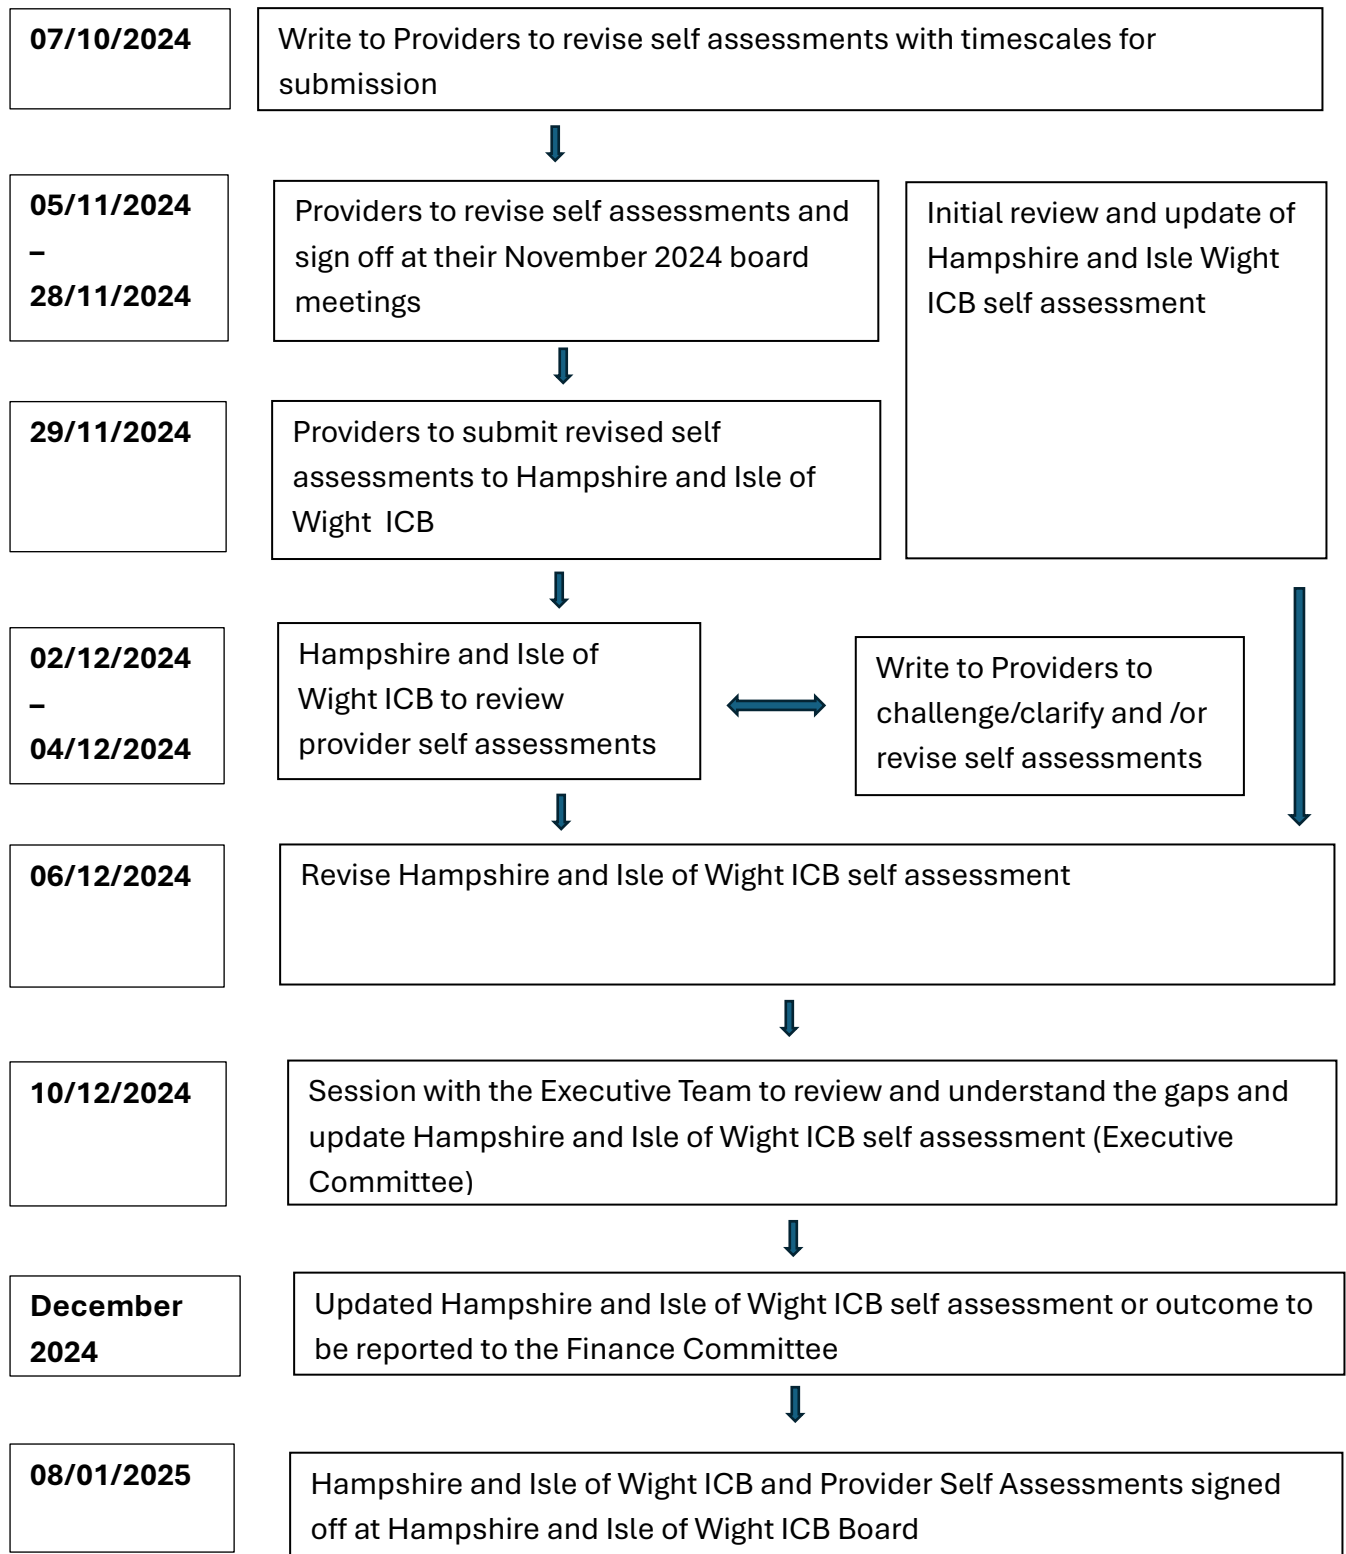 07/10/2024
Write to Providers to revise self assessments with timescales for
submission
05/11/2024
–
28/11/2024
Providers to revise self assessments and
sign off at their November 2024 board
meetings
Initial review and update of
Hampshire and Isle Wight
ICB self assessment
29/11/2024
Providers to submit revised self
assessments to Hampshire and Isle of
Wight  ICB
02/12/2024
–
04/12/2024
Hampshire and Isle of
Wight ICB to review
provider self assessments
Write to Providers to
challenge/clarify and /or
revise self assessments
06/12/2024
Revise Hampshire and Isle of Wight ICB self assessment
10/12/2024
Session with the Executive Team to review and understand the gaps and
update Hampshire and Isle of Wight ICB self assessment (Executive
Committee)
December
2024
Updated Hampshire and Isle of Wight ICB self assessment or outcome to
be reported to the Finance Committee
08/01/2025
Hampshire and Isle of Wight ICB and Provider Self Assessments signed
off at Hampshire and Isle of Wight ICB Board